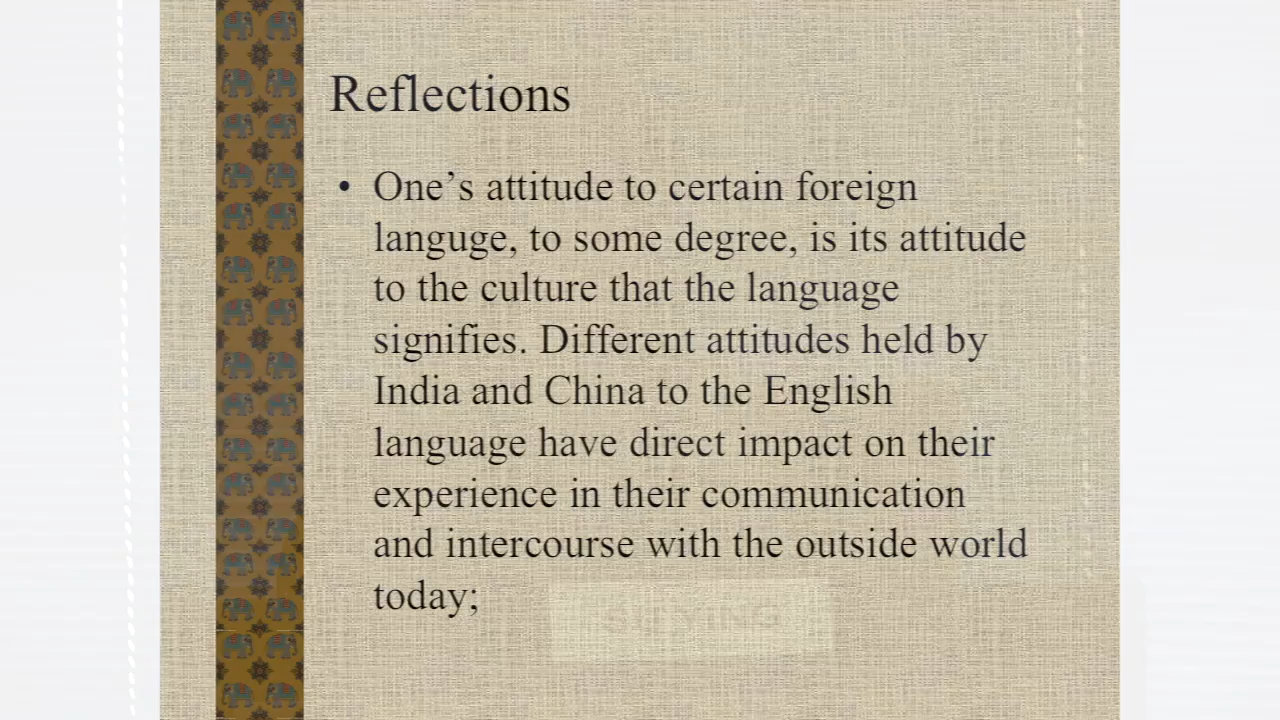 Reflections
• One’s attitude to certain foreign
languge, to some degree, is its attitude
to the culture that the language
signifies. Different attitudes held by
India and China to the English
language have direct impact on their
experience in their communication
and intercourse with the outside world
today;